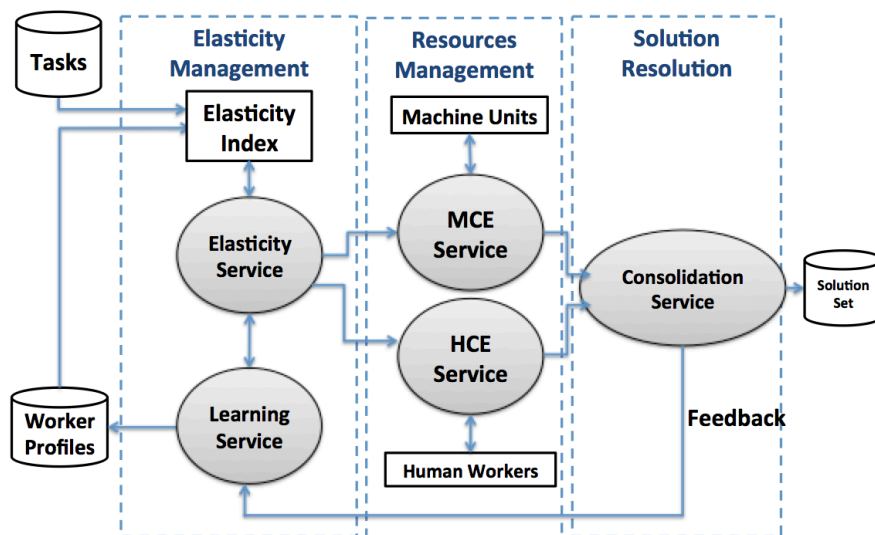 Tasks
Elasticity
Management
Resources
Management
Solution
Resolution
Elasticity
Index
Machine Units
Elasticity
Service
MCE
Service
Consolidation
Service
Solution
Set
HCE
Service
Worker
Profiles
Learning
Service
Feedback
Human Workers